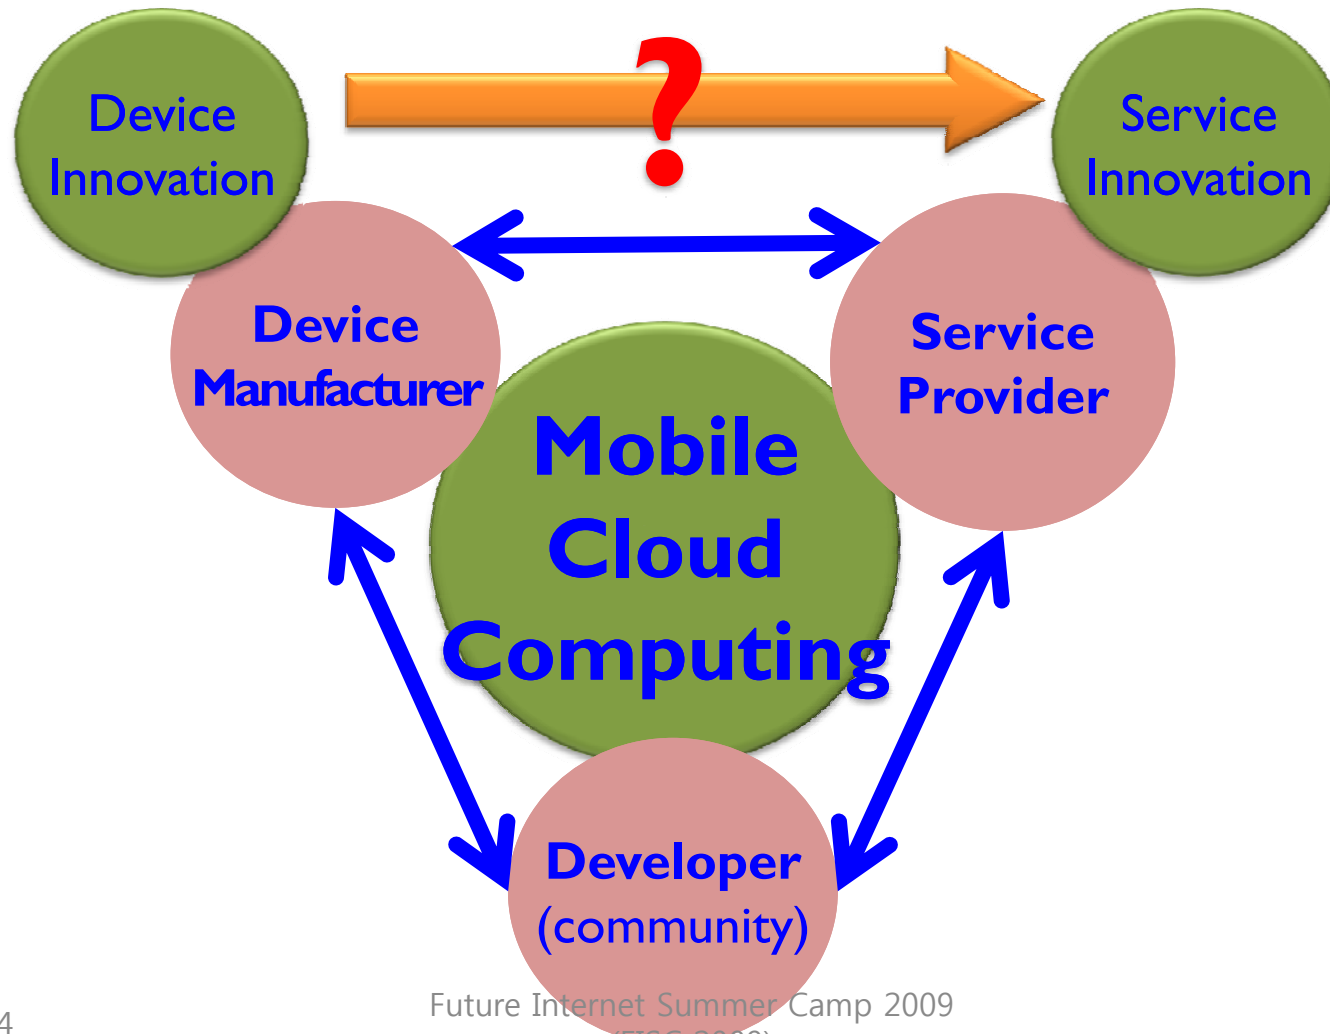 ?
Device
Innovation
Service
Innovation
Device
Manufacturer
Service
Provider
Mobile
Cloud
Computing
Developer
(community)
Future Internet Summer Camp 2009
4